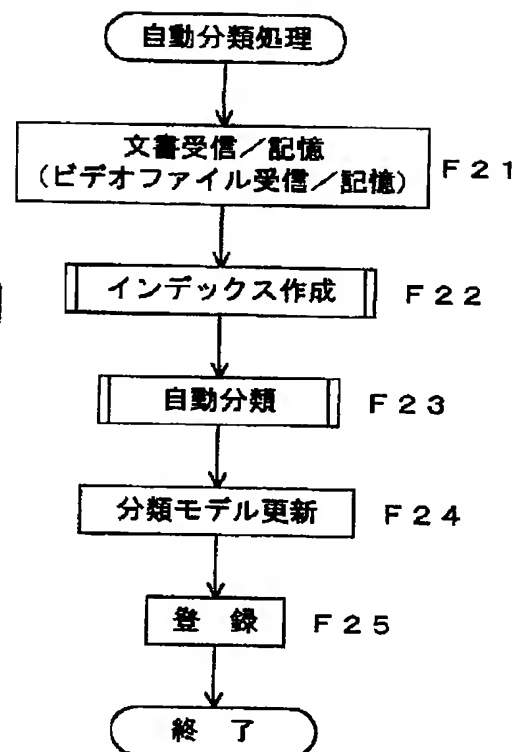 自動分類処理
文書受信／記憶
（ビデオファイル受信／記憶）
F21
インデックス作成
F22
自動分類
F23
分類モデル更新
F24
登　録
F25
終　了